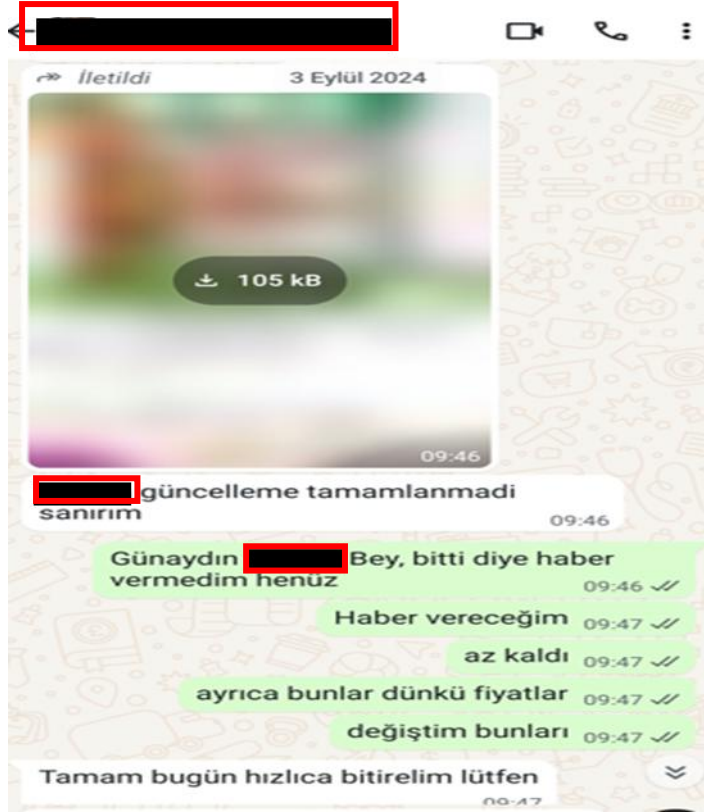 İletildi 3 Eylül 2024
105 kB
09:46
güncelleme tamamlanmadi
sanırım 09:46
Günaydın Bey, bitti diye haber
vermedim henüz 09:46
Haber vereceğim 09:47
az kaldı 09:47
ayrıca bunlar dünkü fiyatlar 09:47
değiştim bunları 09:47
Tamam bugün hızlıca bitirelim lütfen
09:47